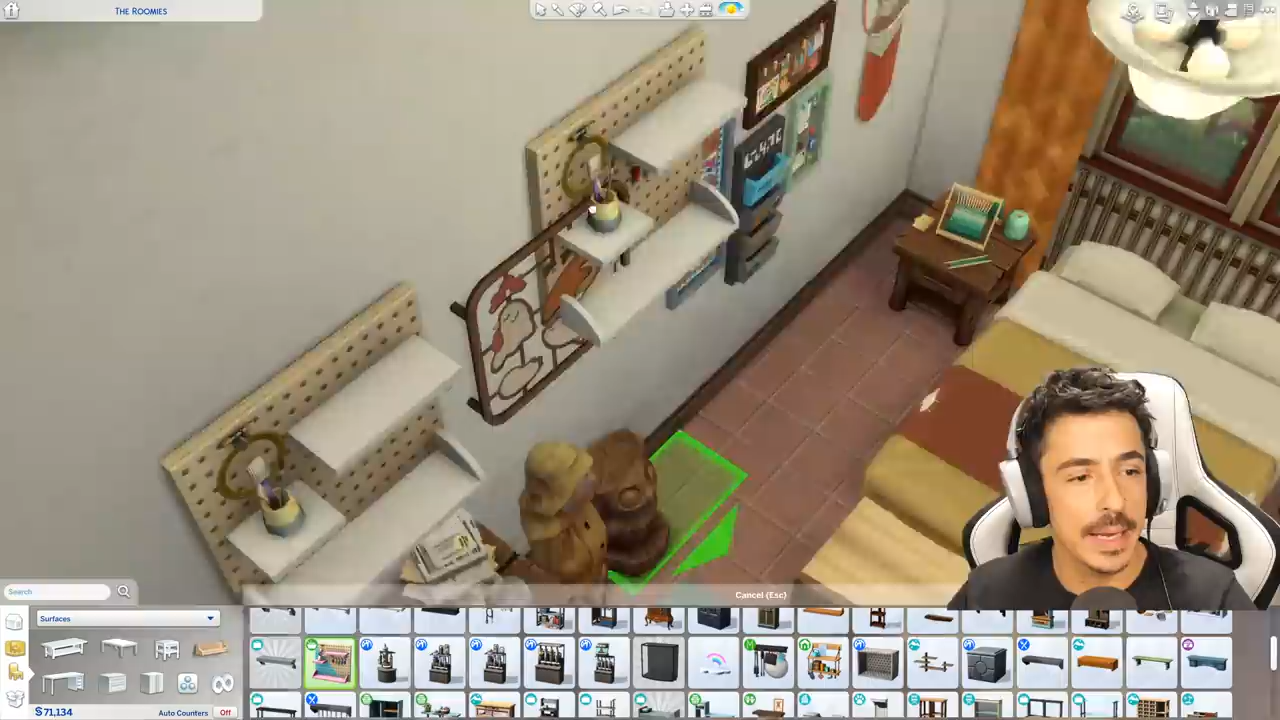 THE ROOMIES
Cancel (Esc)
Search
Surfaces
$71,134
Auto Counters
Off